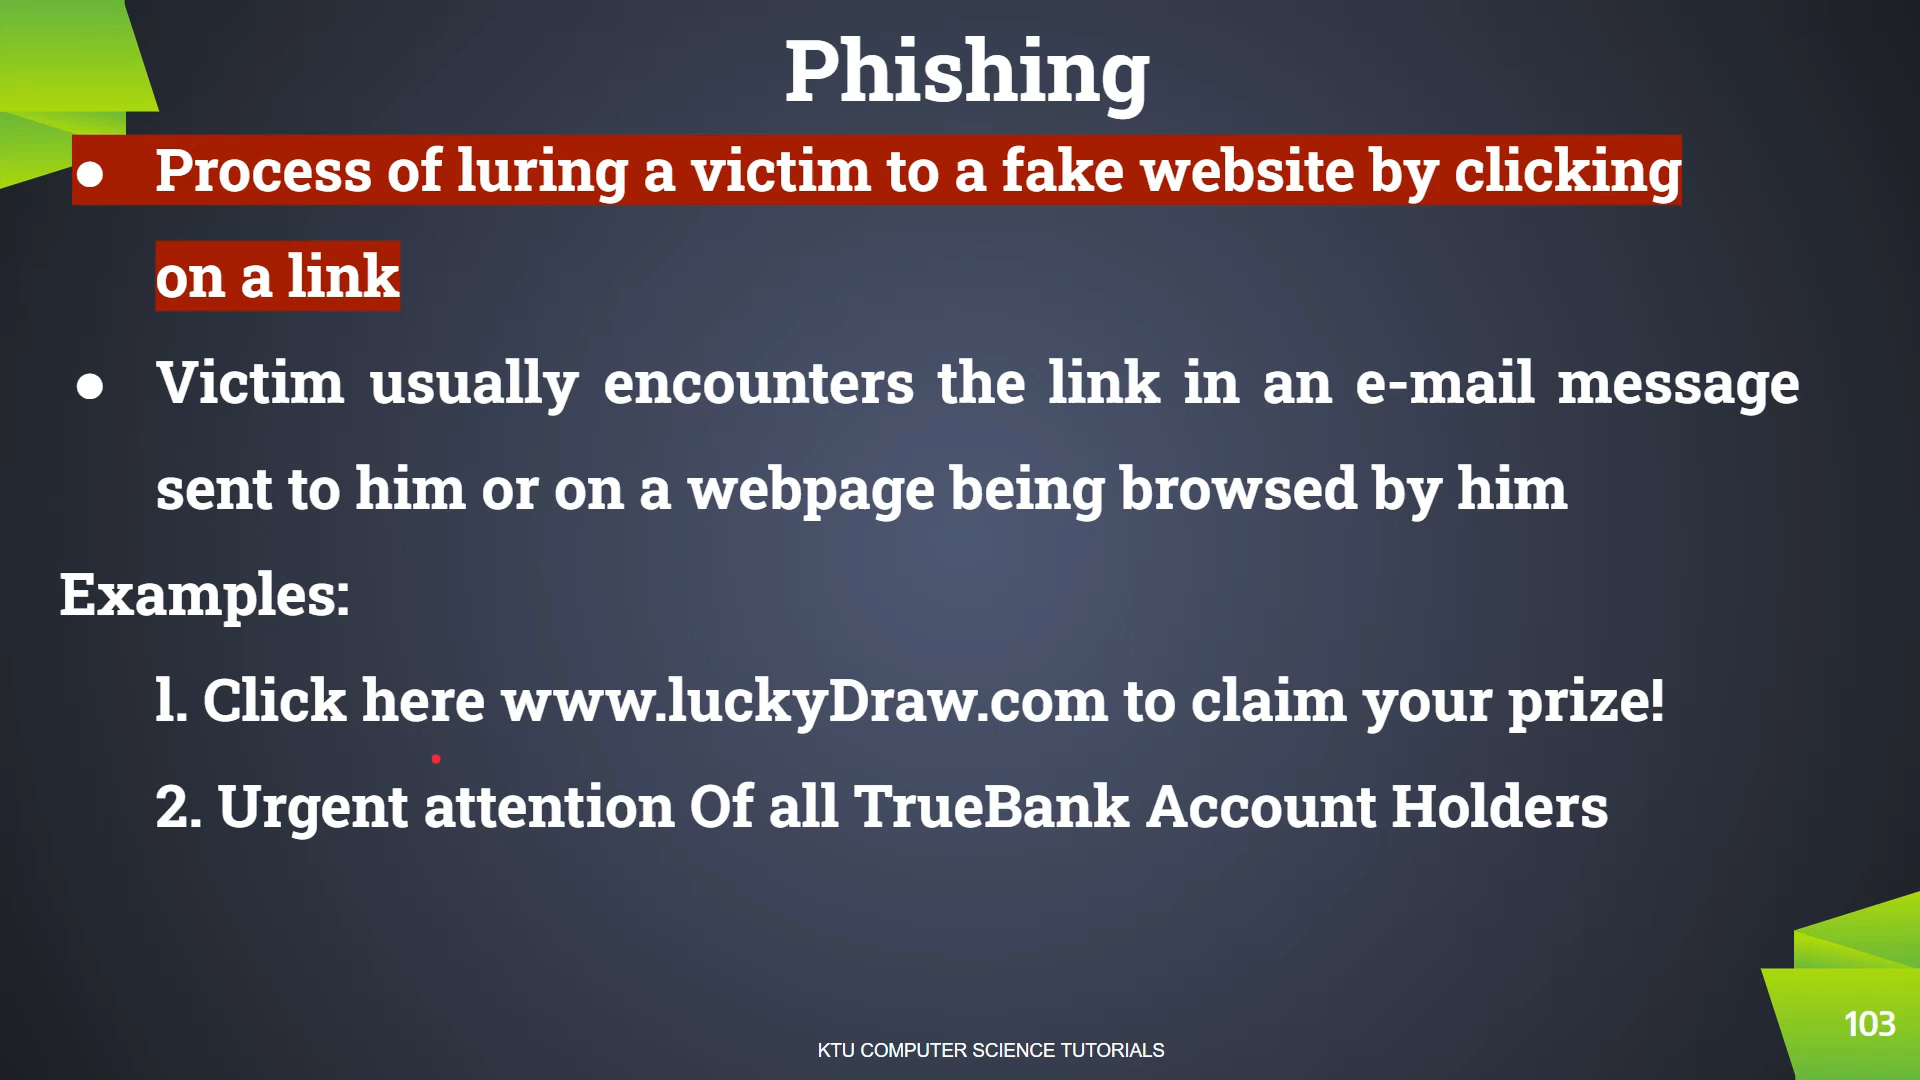 Phishing
● Process of luring a victim to a fake website by clicking
on a link
● Victim usually encounters the link in an e-mail message
sent to him or on a webpage being browsed by him
Examples:
l. Click here www.luckyDraw.com to claim your prize!
2. Urgent attention Of all TrueBank Account Holders
103
KTU COMPUTER SCIENCE TUTORIALS